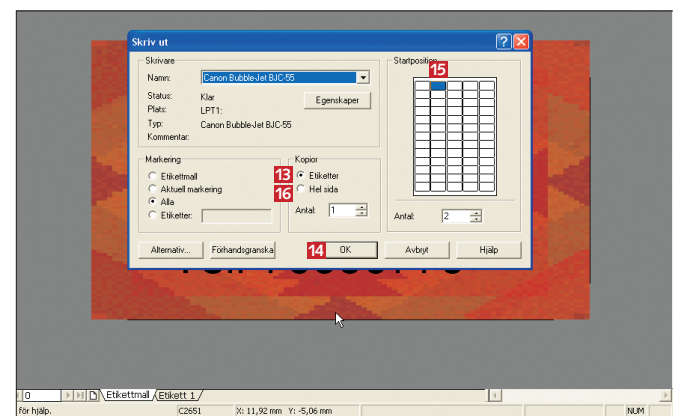 Skriv ut
Skrivare
Namn: Canon Bubble-Jet BJC-55
Status: Klar
Egenskaper
Plats: LPT1:
Typ: Canon Bubble-Jet BJC-55
Kommentar:
Startposition
15
Markering
Etikettmall
Aktuell markering
Alla
Etiketter:
Kopior
13 Etiketter
16 Hel sida
Antal: 1
Antal: 2
Alternativ...
Förhandsgranska
14 OK
Avbryt
Hjälp
0 Etikettmall Etikett 1
för hjälp. C2651 X: 11,92 mm Y: -5,06 mm NUM